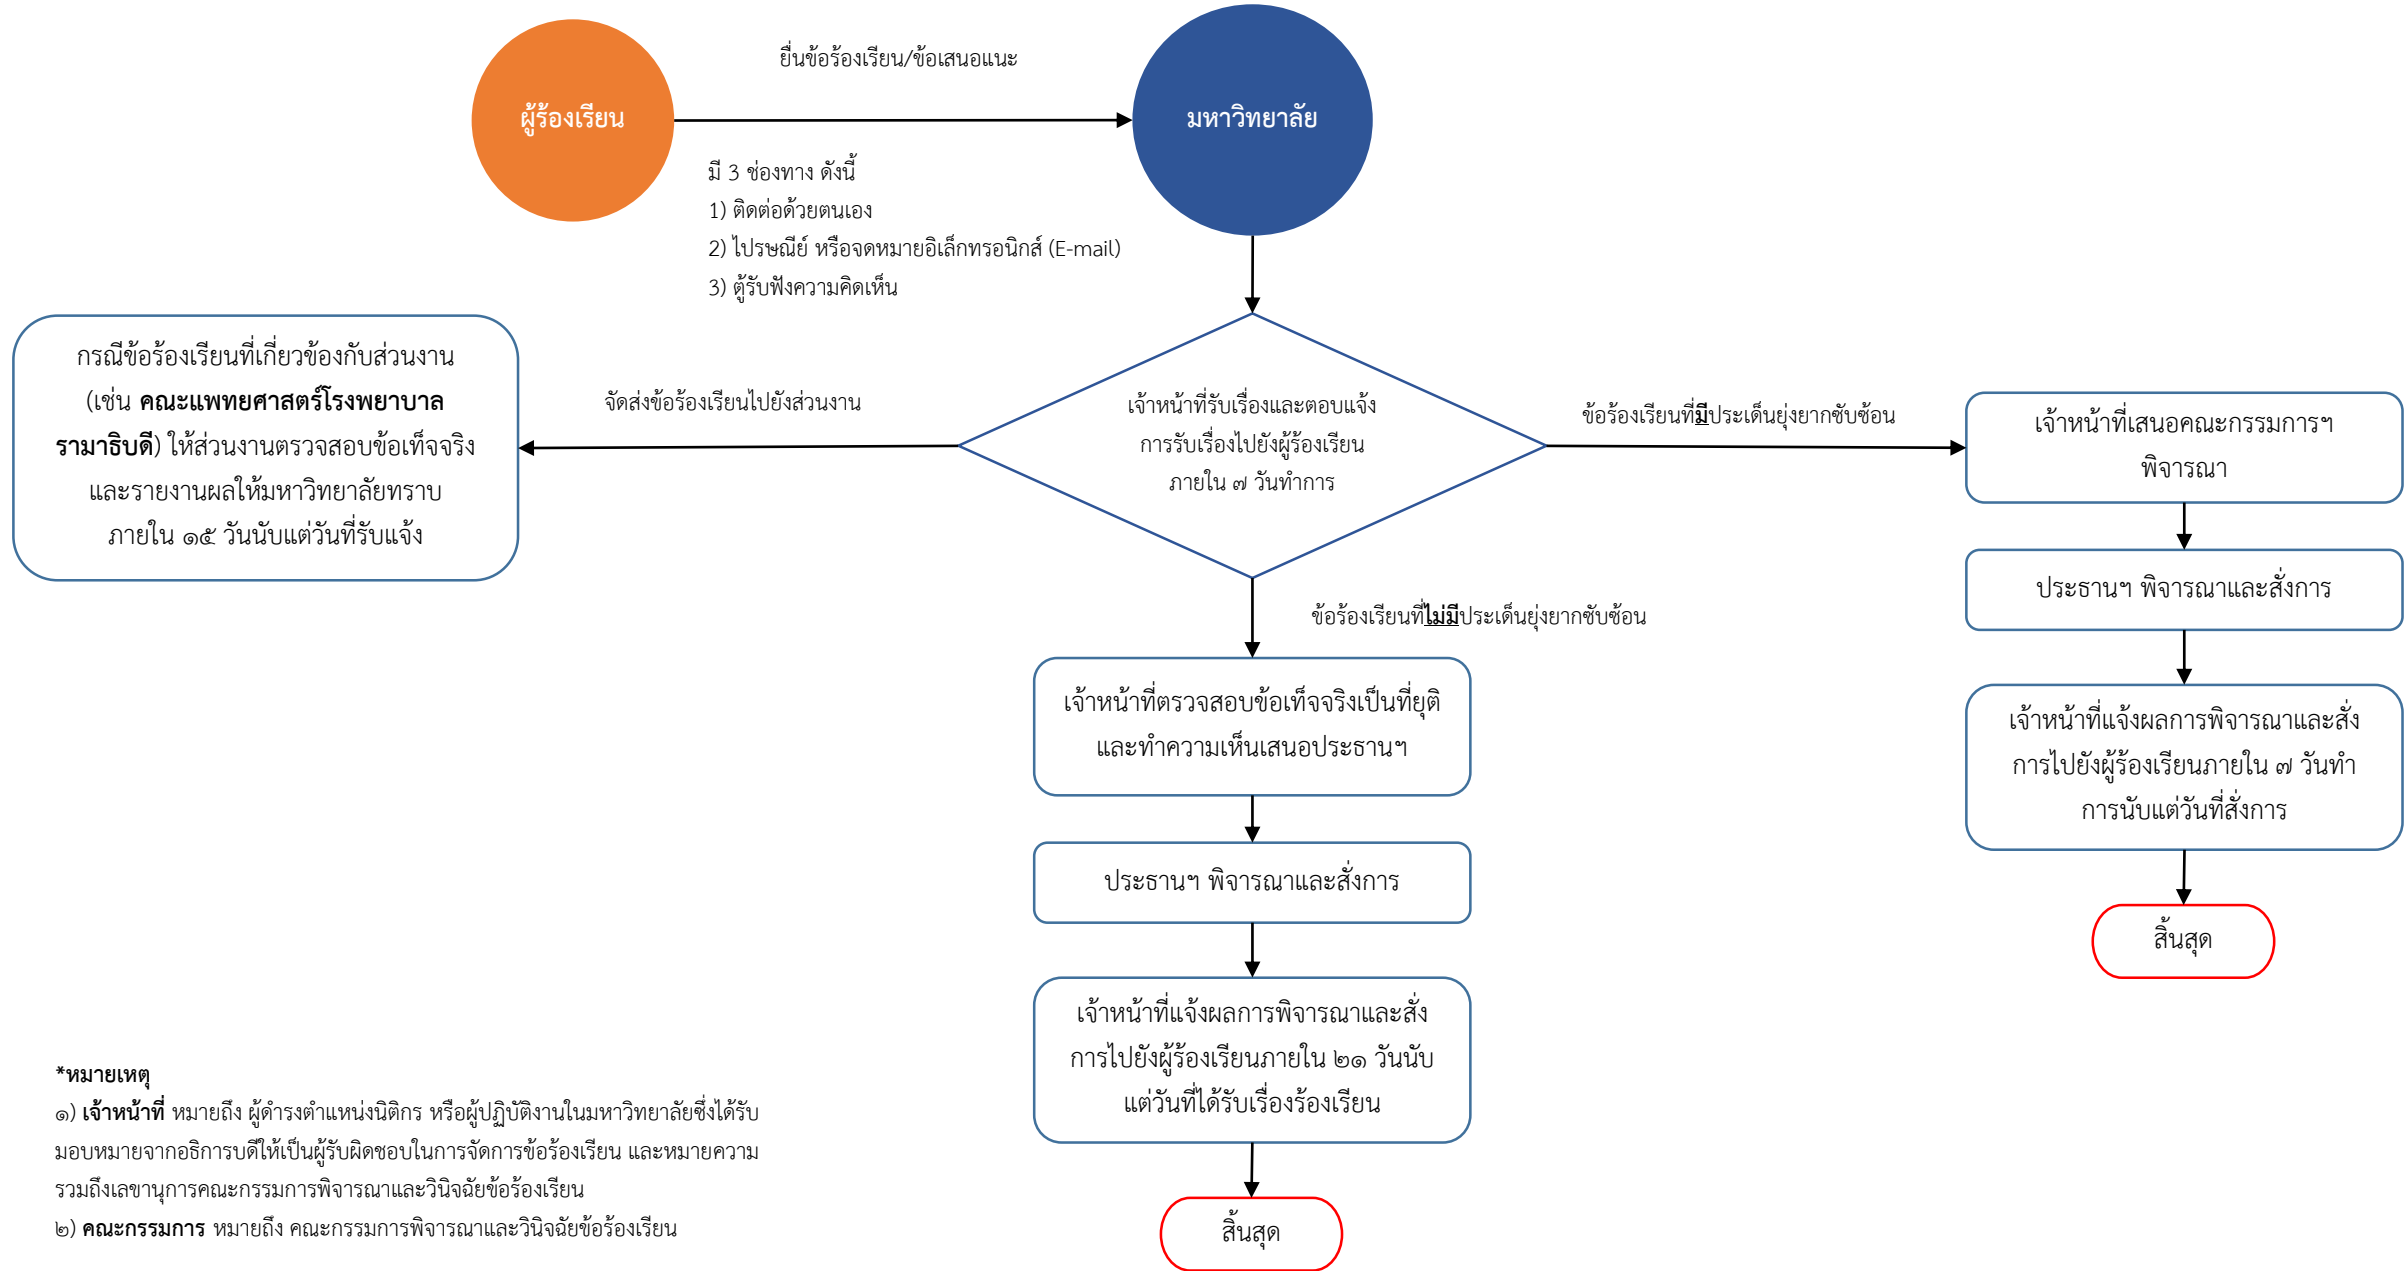 ยื่นข้อร้องเรียน/ข้อเสนอแนะ
ผู้ร้องเรียน
มหาวิทยาลัย
มี 3 ช่องทาง ดังนี้
1) ติดต่อด้วยตนเอง
2) ไปรษณีย์ หรือจดหมายอิเล็กทรอนิกส์ (E-mail)
3) ตู้รับฟังความคิดเห็น
กรณีข้อร้องเรียนที่เกี่ยวข้องกับส่วนงาน
(เช่น คณะแพทยศาสตร์โรงพยาบาล
รามาธิบดี) ให้ส่วนงานตรวจสอบข้อเท็จจริง
และรายงานผลให้มหาวิทยาลัยทราบ
ภายใน ๑๕ วันนับแต่วันที่รับแจ้ง
จัดส่งข้อร้องเรียนไปยังส่วนงาน
เจ้าหน้าที่รับเรื่องและตอบแจ้ง
การรับเรื่องไปยังผู้ร้องเรียน
ภายใน ๗ วันทำการ
ข้อร้องเรียนที่มีประเด็นยุ่งยากซับซ้อน
เจ้าหน้าที่เสนอคณะกรรมการฯ
พิจารณา
ประธานฯ พิจารณาและสั่งการ
เจ้าหน้าที่แจ้งผลการพิจารณาและสั่ง
การไปยังผู้ร้องเรียนภายใน ๗ วันทำ
การนับแต่วันที่สั่งการ
สิ้นสุด
ข้อร้องเรียนที่ไม่มีประเด็นยุ่งยากซับซ้อน
เจ้าหน้าที่ตรวจสอบข้อเท็จจริงเป็นที่ยุติ
และทำความเห็นเสนอประธานฯ
ประธานฯ พิจารณาและสั่งการ
เจ้าหน้าที่แจ้งผลการพิจารณาและสั่ง
การไปยังผู้ร้องเรียนภายใน ๒๑ วันนับ
แต่วันที่ได้รับเรื่องร้องเรียน
สิ้นสุด
*หมายเหตุ
๑) เจ้าหน้าที่ หมายถึง ผู้ดำรงตำแหน่งนิติกร หรือผู้ปฏิบัติงานในมหาวิทยาลัยซึ่งได้รับ
มอบหมายจากอธิการบดีให้เป็นผู้รับผิดชอบในการจัดการข้อร้องเรียน และหมายความ
รวมถึงเลขานุการคณะกรรมการพิจารณาและวินิจฉัยข้อร้องเรียน
๒) คณะกรรมการ หมายถึง คณะกรรมการพิจารณาและวินิจฉัยข้อร้องเรียน